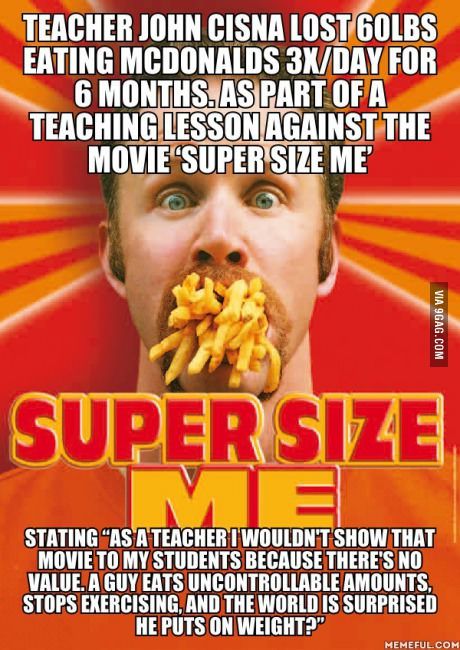 TEACHER JOHN CISNA LOST 60LBS
EATING MCDONALDS 3X/DAY FOR
6 MONTHS. AS PART OF A
TEACHING LESSON AGAINST THE
MOVIE 'SUPER SIZE ME'
VIA 9GAG.COM
SUPER SIZE
ME
STATING "AS A TEACHER I WOULDN'T SHOW THAT
MOVIE TO MY STUDENTS BECAUSE THERE'S NO
VALUE. A GUY EATS UNCONTROLLABLE AMOUNTS,
STOPS EXERCISING, AND THE WORLD IS SURPRISED
HE PUTS ON WEIGHT?"
MEMEFUL.COM